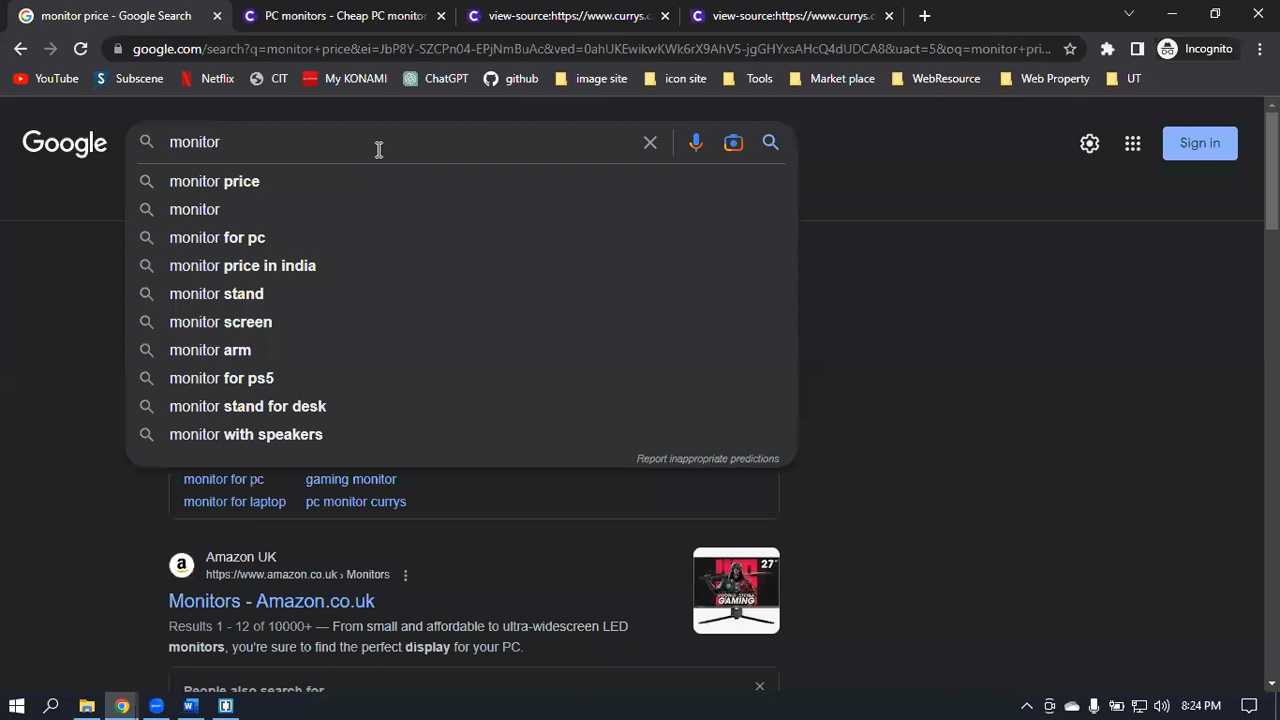 monitor price - Google Search
PC monitors - Cheap PC monitor
view-source:https://www.currys.c
view-source:https://www.currys.c
google.com/search?q=monitor+price&ei=JbP8Y-SZCPn04-EPjNmBuAc&ved=0ahUKEwikwKWk6rX9AhV5-jgGHYxsAHcQ4dUDCA8&uact=5&oq=monitor+pri...
Incognito
YouTube
Subscene
Netflix
CIT
My KONAMI
ChatGPT
github
image site
icon site
Tools
Market place
WebResource
Web Property
UT
Google
monitor
Sign in
monitor price
monitor
monitor for pc
monitor price in india
monitor stand
monitor screen
monitor arm
monitor for ps5
monitor stand for desk
monitor with speakers
Report inappropriate predictions
monitor for pc
gaming monitor
monitor for laptop
pc monitor currys
Amazon UK
https://www.amazon.co.uk › Monitors
Monitors - Amazon.co.uk
Results 1 - 12 of 10000+ — From small and affordable to ultra-widescreen LED
monitors, you're sure to find the perfect display for your PC.
27"
GAMING
People also search for
8:24 PM